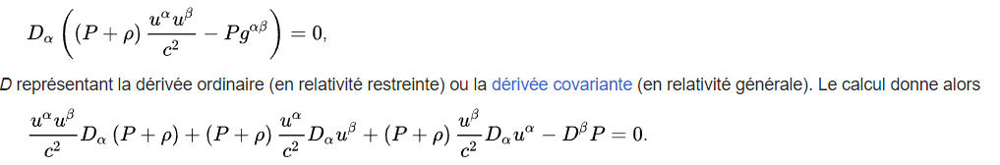 $D_\alpha \left( (P + \rho) \frac{u^\alpha u^\beta}{c^2} - P g^{\alpha\beta} \right) = 0,$
D représentant la dérivée ordinaire (en relativité restreinte) ou la dérivée covariante (en relativité générale). Le calcul donne alors
$\frac{u^\alpha u^\beta}{c^2} D_\alpha (P + \rho) + (P + \rho) \frac{u^\alpha}{c^2} D_\alpha u^\beta + (P + \rho) \frac{u^\beta}{c^2} D_\alpha u^\alpha - D^\beta P = 0.$